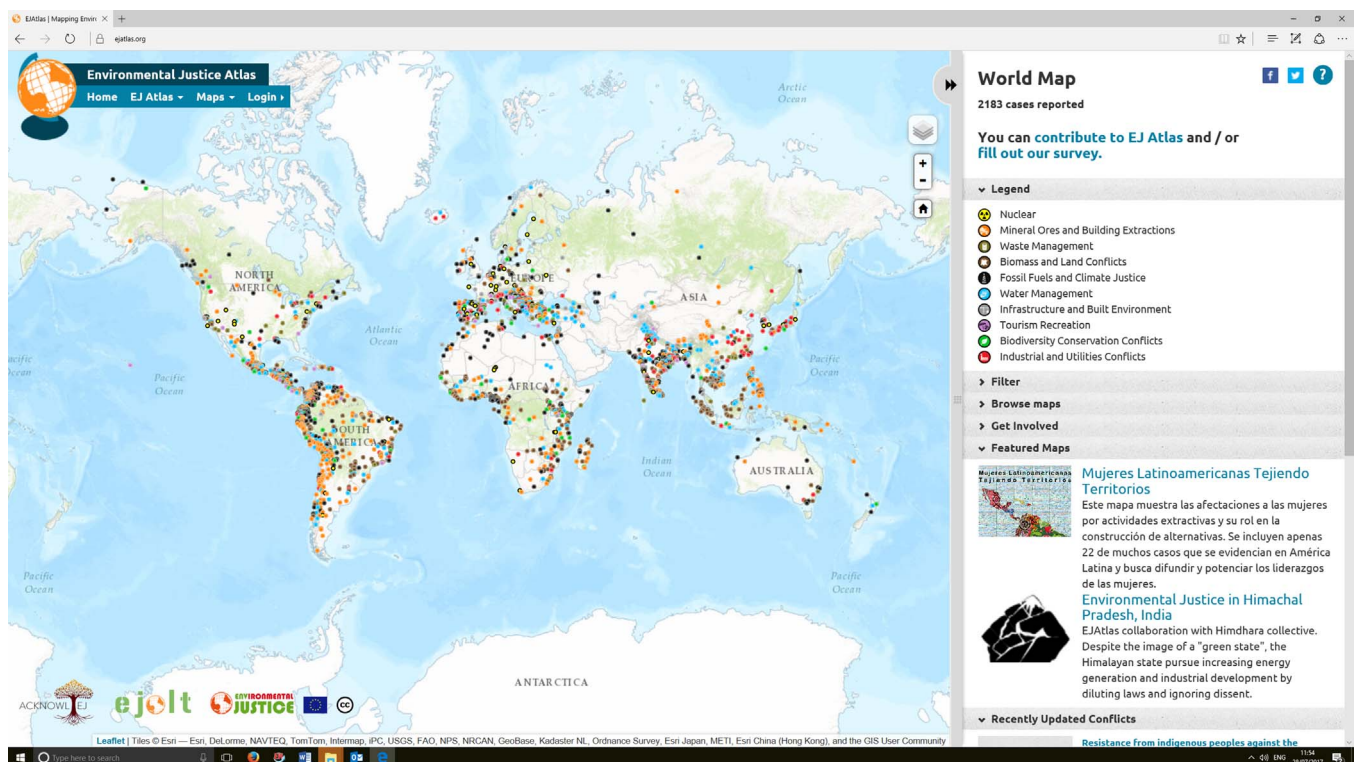 EJAtlas | Mapping Envir
ejatlas.org
Environmental Justice Atlas
Home EJ Atlas Maps Login
Arctic
Ocean
NORTH
AMERICA
EUROPE
ASIA
Atlantic
Ocean
Pacific
Ocean
Pacific
Ocean
AFRICA
SOUTH
AMERICA
Indian
Ocean
AUSTRALIA
Pacific
Ocean
Pacific
Ocean
ANTARCTICA
ACKNOWL EJ
ejolt
ENVIRONMENTAL
JUSTICE
cc
Leaflet | Tiles © Esri — Esri, DeLorme, NAVTEQ, TomTom, Intermap, iPC, USGS, FAO, NPS, NRCAN, GeoBase, Kadaster NL, Ordnance Survey, Esri Japan, METI, Esri China (Hong Kong), and the GIS User Community
World Map
2183 cases reported
You can contribute to EJ Atlas and / or
fill out our survey.
Legend
Nuclear
Mineral Ores and Building Extractions
Waste Management
Biomass and Land Conflicts
Fossil Fuels and Climate Justice
Water Management
Infrastructure and Built Environment
Tourism Recreation
Biodiversity Conservation Conflicts
Industrial and Utilities Conflicts
Filter
Browse maps
Get Involved
Featured Maps
Mujeres Latinoamericanas
Tejiendo Territorios
Mujeres Latinoamericanas Tejiendo
Territorios
Este mapa muestra las afectaciones a las mujeres
por actividades extractivas y su rol en la
construcción de alternativas. Se incluyen apenas
22 de muchos casos que se evidencian en América
Latina y busca difundir y potenciar los liderazgos
de las mujeres.
Environmental Justice in Himachal
Pradesh, India
EJAtlas collaboration with Himdhara collective.
Despite the image of a "green state", the
Himalayan state pursue increasing energy
generation and industrial development by
diluting laws and ignoring dissent.
Recently Updated Conflicts
Resistance from indigenous peoples against the
Type here to search
ENG
11:54
28/07/2017